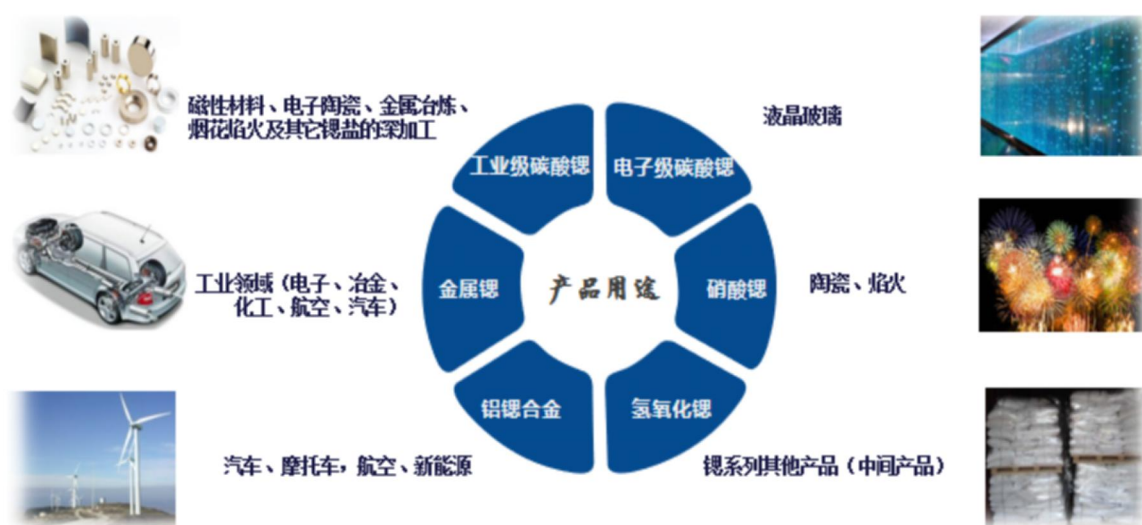 磁性材料、电子陶瓷、金属冶炼、
烟花焰火及其它锶盐的深加工
液晶玻璃
工业级碳酸锶
电子级碳酸锶
工业领域（电子、冶金、
化工、航空、汽车）
金属锶
产品用途
硝酸锶
陶瓷、焰火
铝锶合金
氢氧化锶
汽车、摩托车，航空、新能源
锶系列其他产品（中间产品）